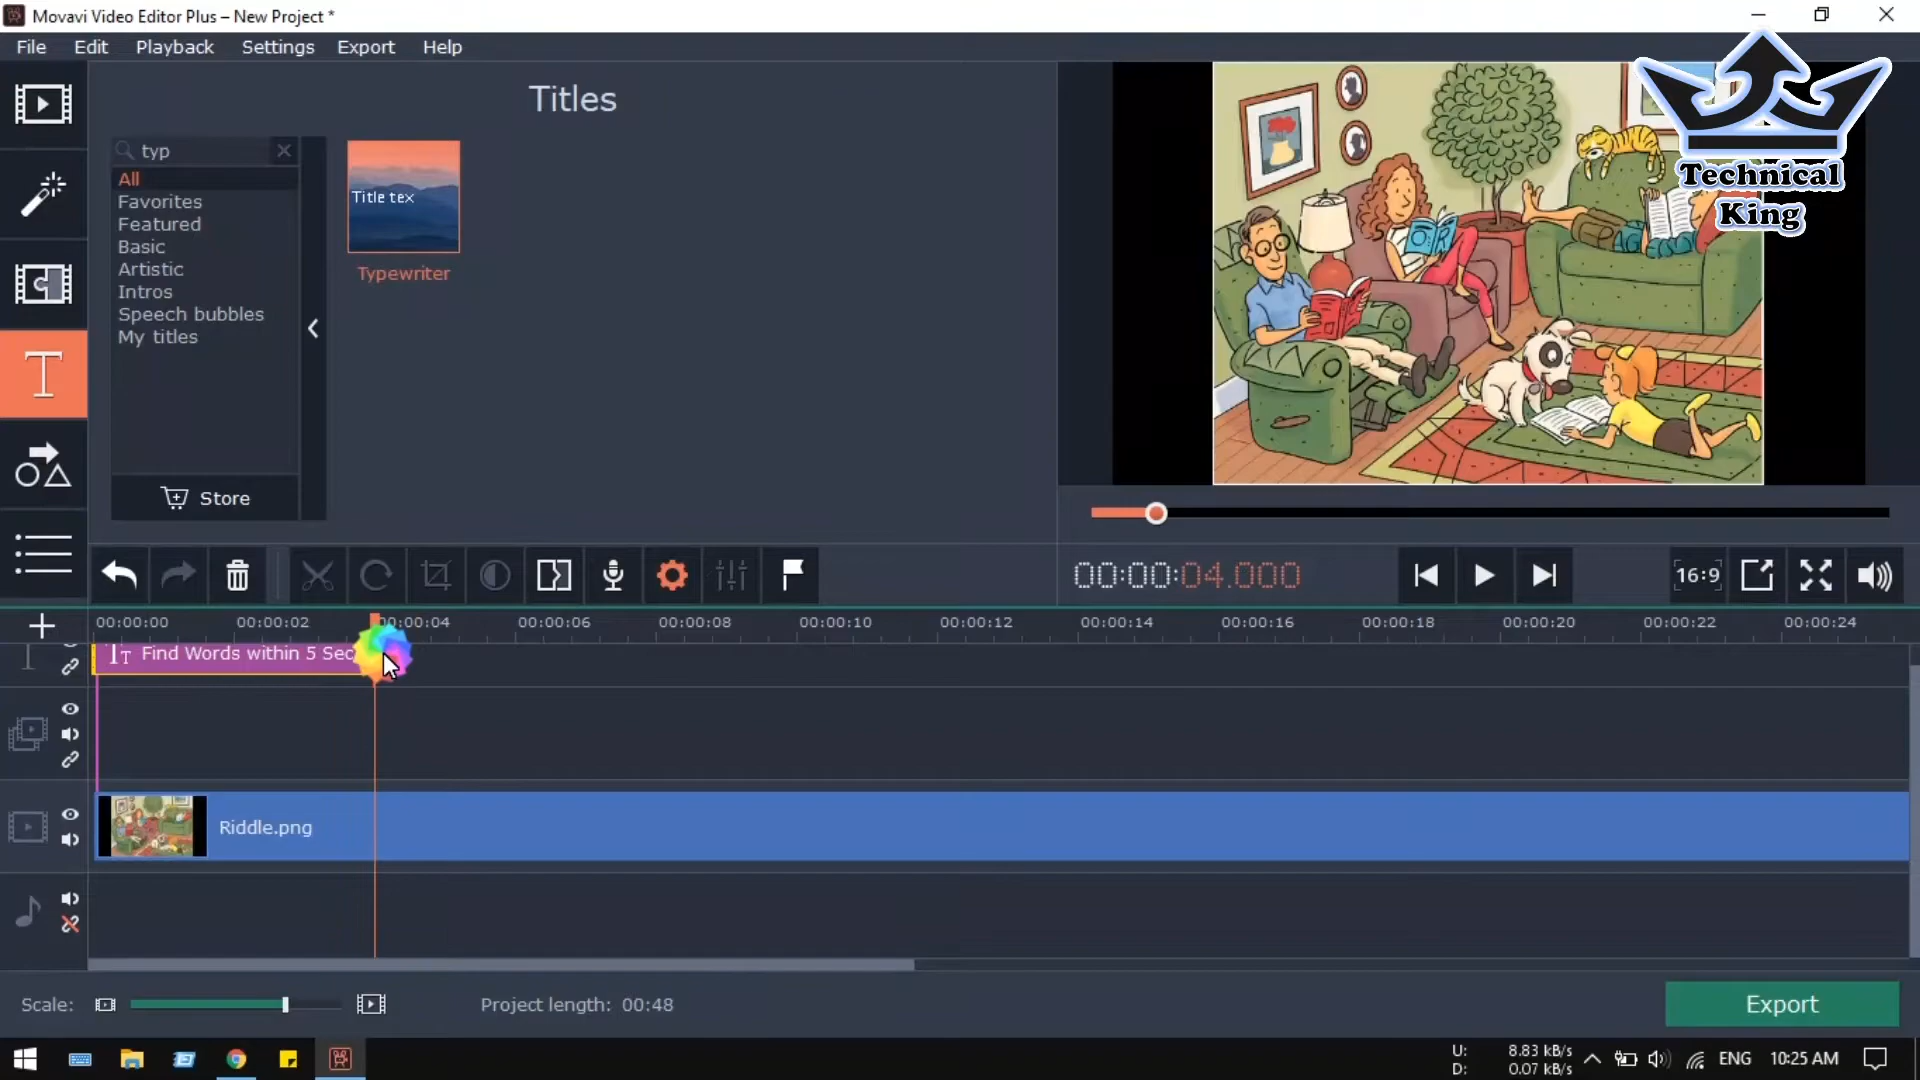 Movavi Video Editor Plus – New Project *
File Edit Playback Settings Export Help
Titles
typ
All
Favorites
Featured
Basic
Artistic
Intros
Speech bubbles
My titles
Store
Title tex
Typewriter
Technical
King
00:00:04.000
16:9
00:00:00 00:00:02 00:00:04 00:00:06 00:00:08 00:00:10 00:00:12 00:00:14 00:00:16 00:00:18 00:00:20 00:00:22 00:00:24
Find Words within 5 Sec
Riddle.png
Scale:
Project length: 00:48
Export
U: 8.83 kB/s
D: 0.07 kB/s
ENG 10:25 AM